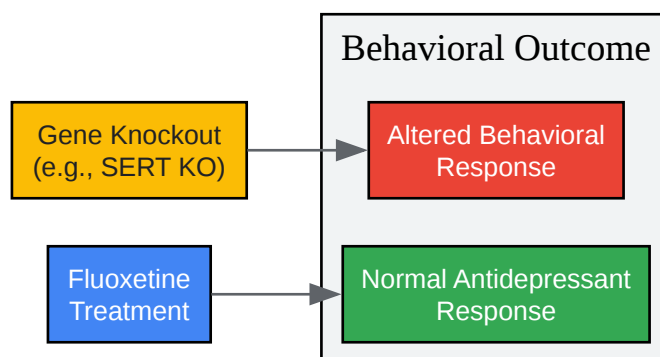 Behavioral Outcome
Gene Knockout
(e.g., SERT KO)
Altered Behavioral
Response
Fluoxetine
Treatment
Normal Antidepressant
Response